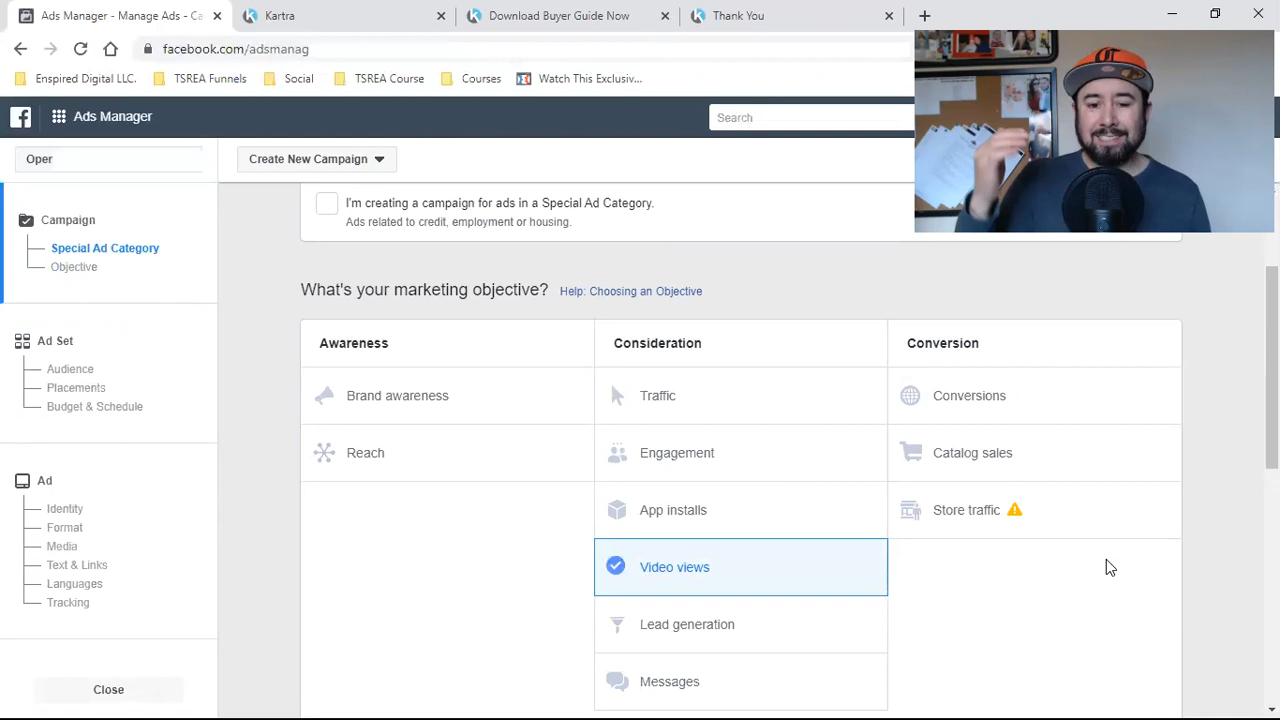 Ads Manager - Manage Ads - Ca
Kartra
Download Buyer Guide Now
Thank You
facebook.com/adsmanag
Enspired Digital LLC.
TSREA Funnels
Social
TSREA Course
Courses
Watch This Exclusiv...
Ads Manager
Search
Oper
Create New Campaign
Campaign
Special Ad Category
Objective
Ad Set
Audience
Placements
Budget & Schedule
Ad
Identity
Format
Media
Text & Links
Languages
Tracking
Close
I'm creating a campaign for ads in a Special Ad Category.
Ads related to credit, employment or housing.
What's your marketing objective? Help: Choosing an Objective
Awareness
Brand awareness
Reach
Consideration
Traffic
Engagement
App installs
Video views
Lead generation
Messages
Conversion
Conversions
Catalog sales
Store traffic